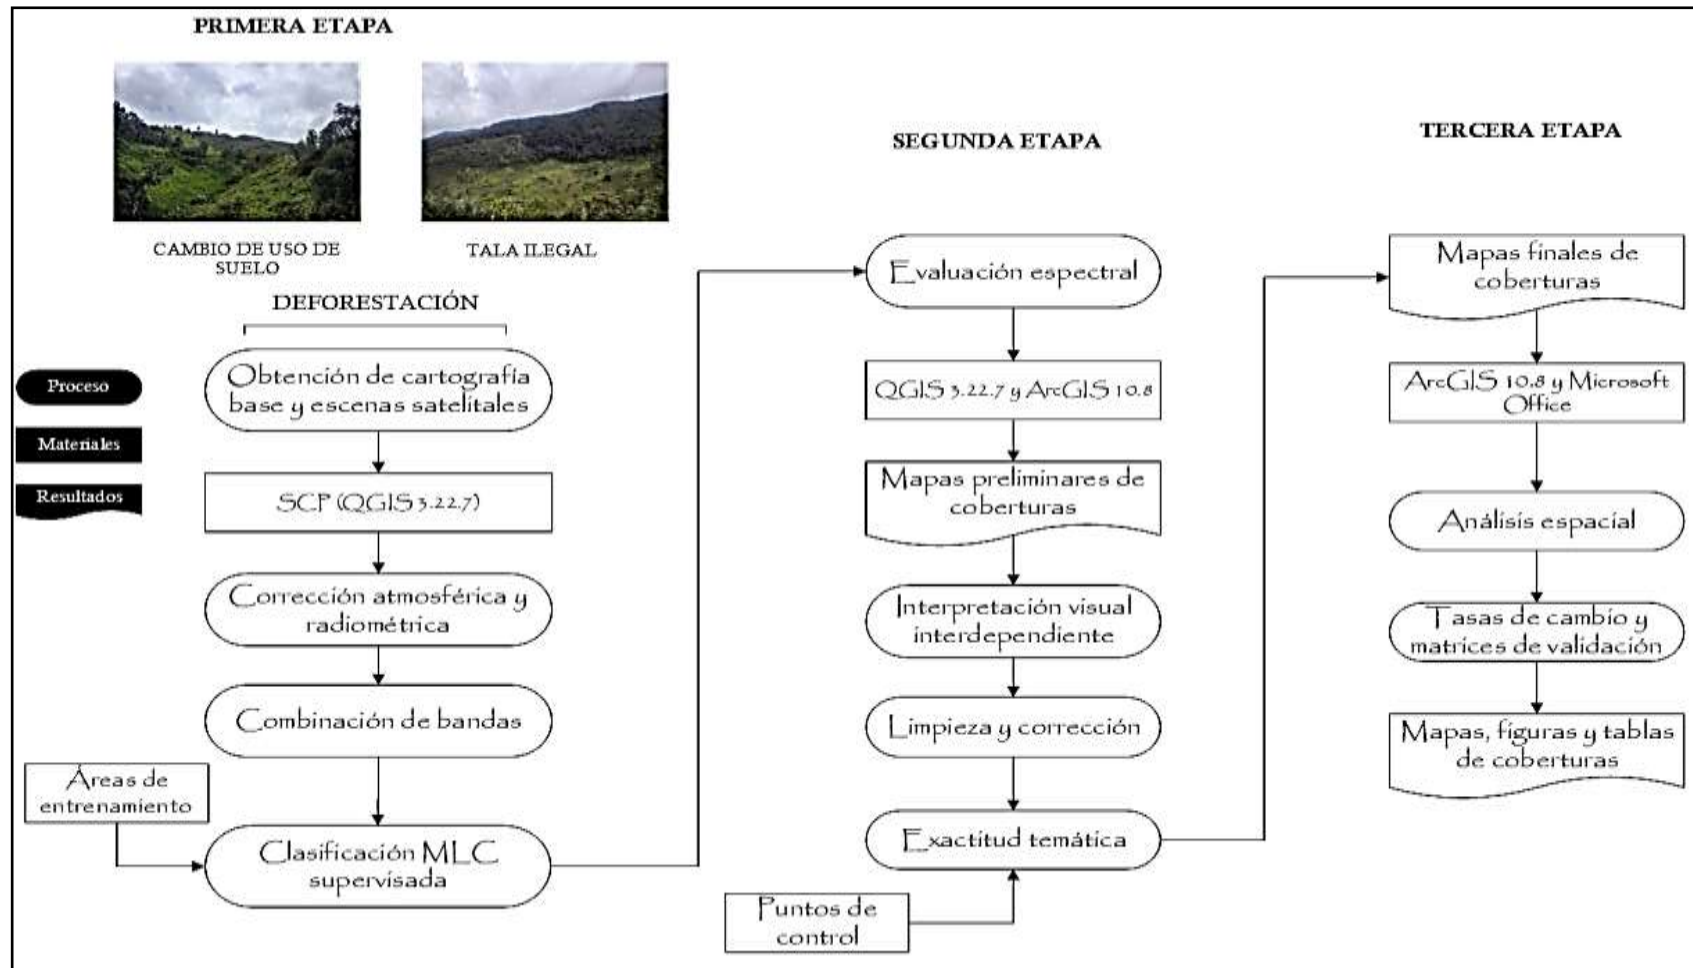 PRIMERA ETAPA
CAMBIO DE USO DE
SUELO
TALA ILEGAL
DEFORESTACIÓN
Proceso
Materiales
Resultados
Obtención de cartografía
base y escenas satelitales
SCP (QGIS 3.22.7)
Corrección atmosférica y
radiométrica
Combinación de bandas
Áreas de
entrenamiento
Clasificación MLC
supervisada
SEGUNDA ETAPA
Evaluación espectral
QGIS 3.22.7 y ArcGIS 10.8
Mapas preliminares de
coberturas
Interpretación visual
interdependiente
Limpieza y corrección
Exactitud temática
Puntos de
control
TERCERA ETAPA
Mapas finales de
coberturas
ArcGIS 10.8 y Microsoft
Office
Análisis espacial
Tasas de cambio y
matrices de validación
Mapas, figuras y tablas
de coberturas